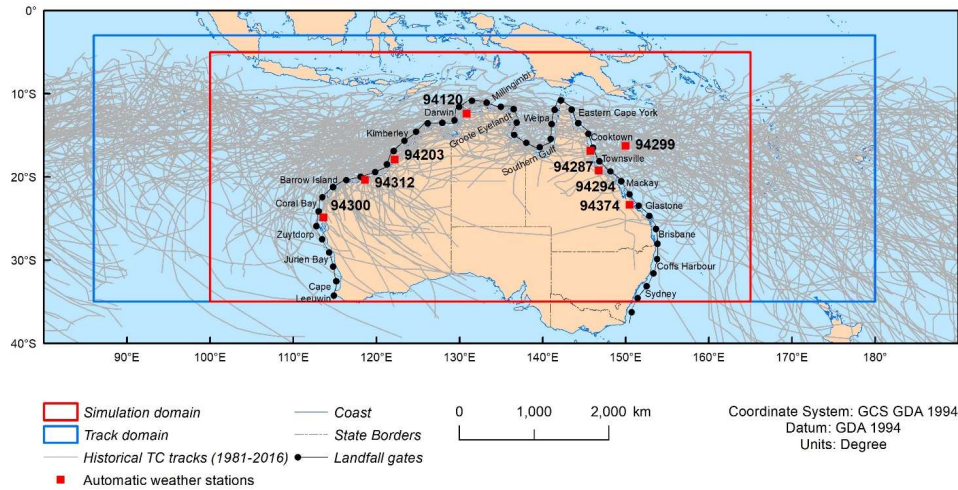 0°
10°S
20°S
30°S
40°S
90°E
100°E
110°E
120°E
130°E
140°E
150°E
160°E
170°E
180°
94120
Darwin
Millingimbi
Groote Eyelandt
Weipa
Eastern Cape York
Kimberley
Cooktown
94299
Southern Gulf
94203
94287
Townsville
Barrow Island
94312
94294
Mackay
Coral Bay
94300
94374
Glastone
Zuytdorp
Brisbane
Jurien Bay
Coffs Harbour
Cape
Leeuwin
Sydney
Simulation domain
Track domain
Historical TC tracks (1981-2016)
Automatic weather stations
Coast
State Borders
Landfall gates
0 1,000 2,000 km
Coordinate System: GCS GDA 1994
Datum: GDA 1994
Units: Degree